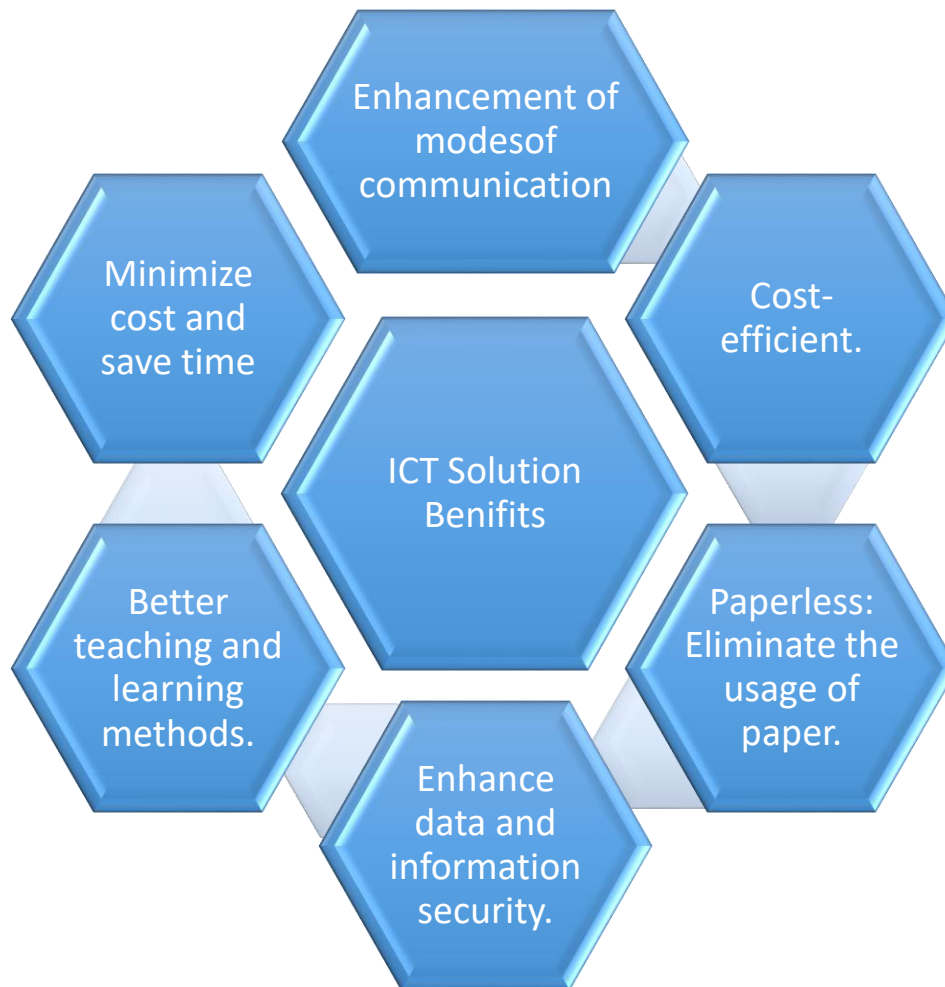 Enhancement of
modesof
communication
Minimize
cost and
save time
Cost-
efficient.
ICT Solution
Benifits
Better
teaching and
learning
methods.
Paperless:
Eliminate the
usage of
paper.
Enhance
data and
information
security.